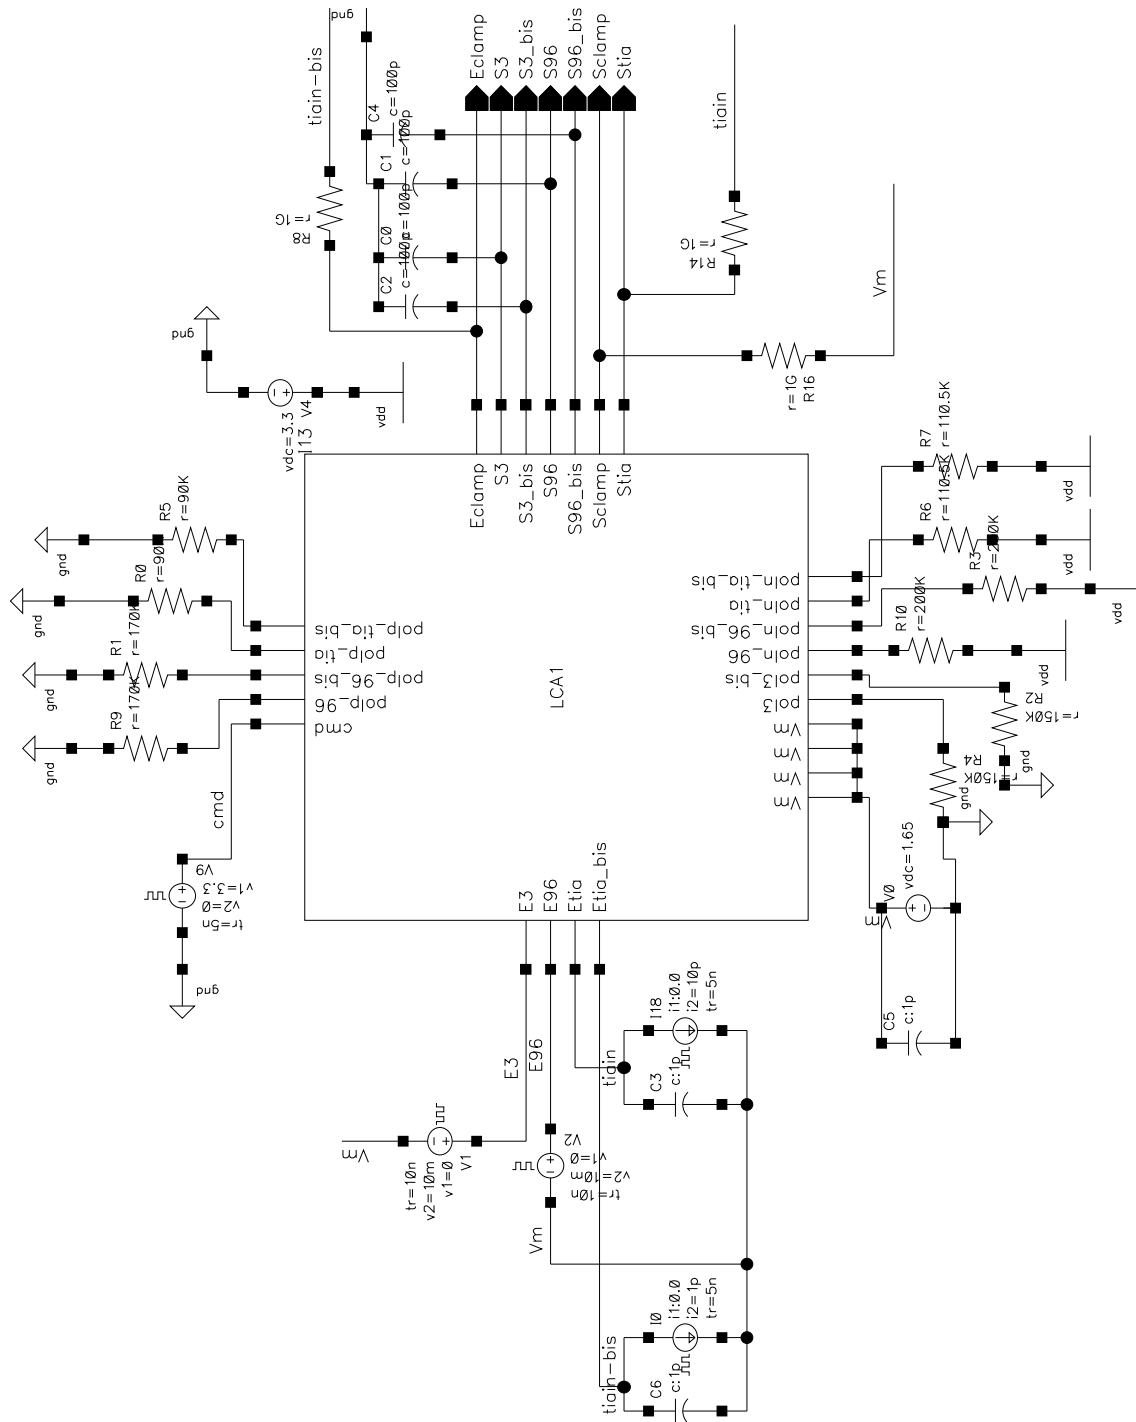 gnd
tiain-bis
R8
r=1G
C4
c=100p
C1
c=100p
C0
c=100p
C2
c=100p
Eclamp
S3
S3_bis
S96
S96_bis
Sclamp
Stia
tiain
R14
r=1G
Vm
r=1G
R16
gnd
vdc=3.3
V4
vdd
I13
Eclamp
S3
S3_bis
S96
S96_bis
Sclamp
Stia
gnd
R5
r=90K
gnd
R0
r=90
gnd
R1
r=170K
gnd
R9
r=170K
polp_tia_bis
polp_tia
polp_96_bis
polp_96
cmd
cmd
LCA1
poln_tia_bis
poln_tia
poln_96_bis
poln_96
pol3_bis
pol3
Vm
Vm
Vm
Vm
R7
r=110.5K
vdd
R6
r=110.5K
vdd
R3
r=200K
vdd
R10
r=200K
vdd
R2
r=150K
gnd
R4
r=150K
gnd
V9
v1=3.3
v2=0
tr=5n
gnd
E3
E96
Etia
Etia_bis
Vm
V0
vdc=1.65
C5
c:1p
E3
E96
tiain
I18
i1:0.0
i2=10p
tr=5n
C3
c:1p
Vm
tr=10n
v2=10m
v1=0
V1
V2
v1=0
v2=10m
tr=10n
Vm
tiain-bis
I0
i1:0.0
i2=1p
tr=5n
C6
c:1p